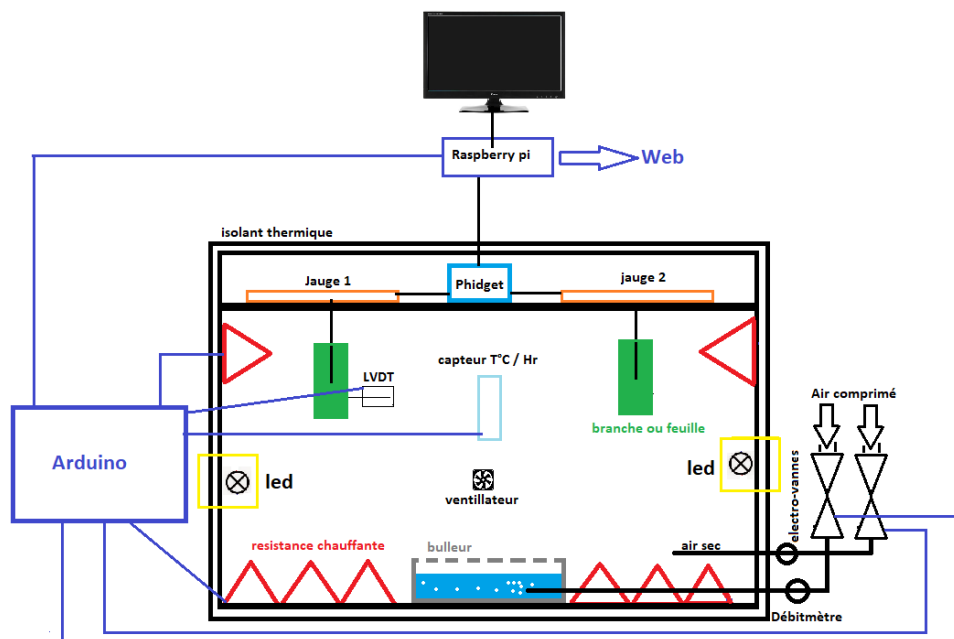 Raspberry pi
Web
isolant thermique
Jauge 1
Phidget
jauge 2
capteur T°C / Hr
LVDT
branche ou feuille
Air comprimé
Arduino
led
led
electro-vannes
ventillateur
resistance chauffante
bulleur
air sec
Débitmètre